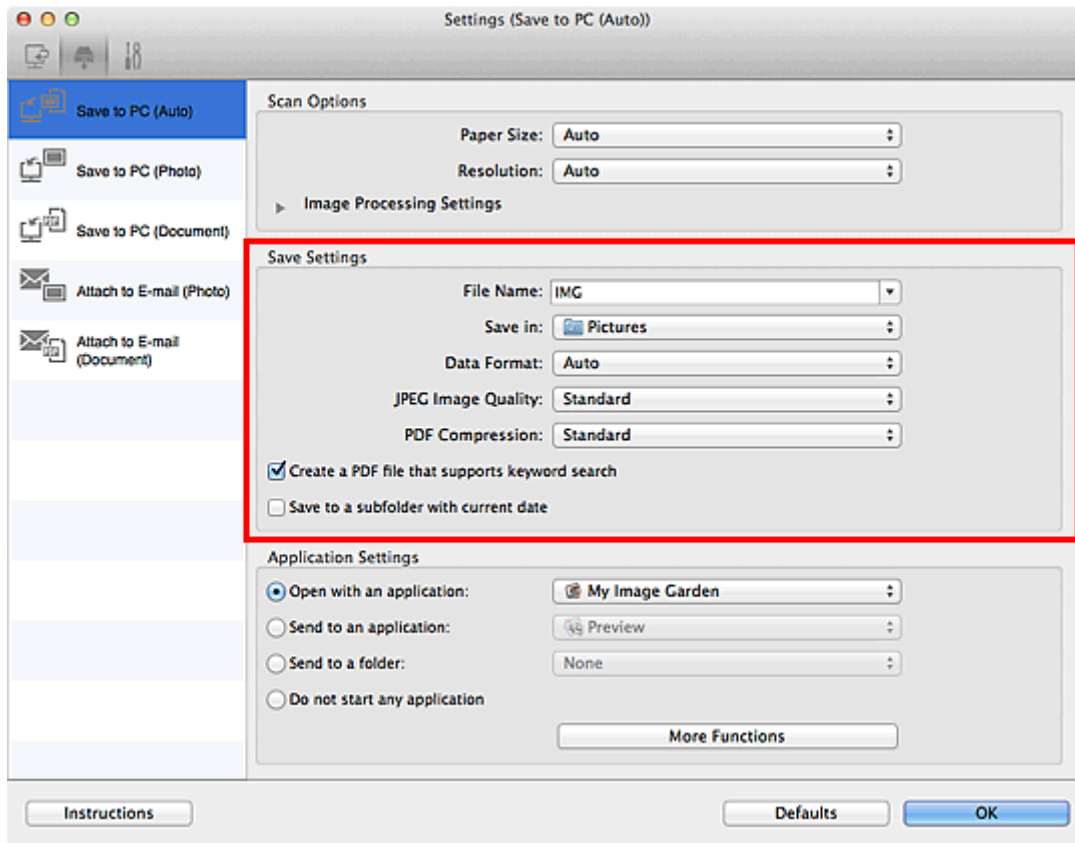 Settings (Save to PC (Auto))
Save to PC (Auto)
Save to PC (Photo)
Save to PC (Document)
Attach to E-mail (Photo)
Attach to E-mail
(Document)
Scan Options
Paper Size: Auto
Resolution: Auto
Image Processing Settings
Save Settings
File Name: IMG
Save in: Pictures
Data Format: Auto
JPEG Image Quality: Standard
PDF Compression: Standard
Create a PDF file that supports keyword search
Save to a subfolder with current date
Application Settings
Open with an application: My Image Garden
Send to an application: Preview
Send to a folder: None
Do not start any application
More Functions
Instructions
Defaults
OK